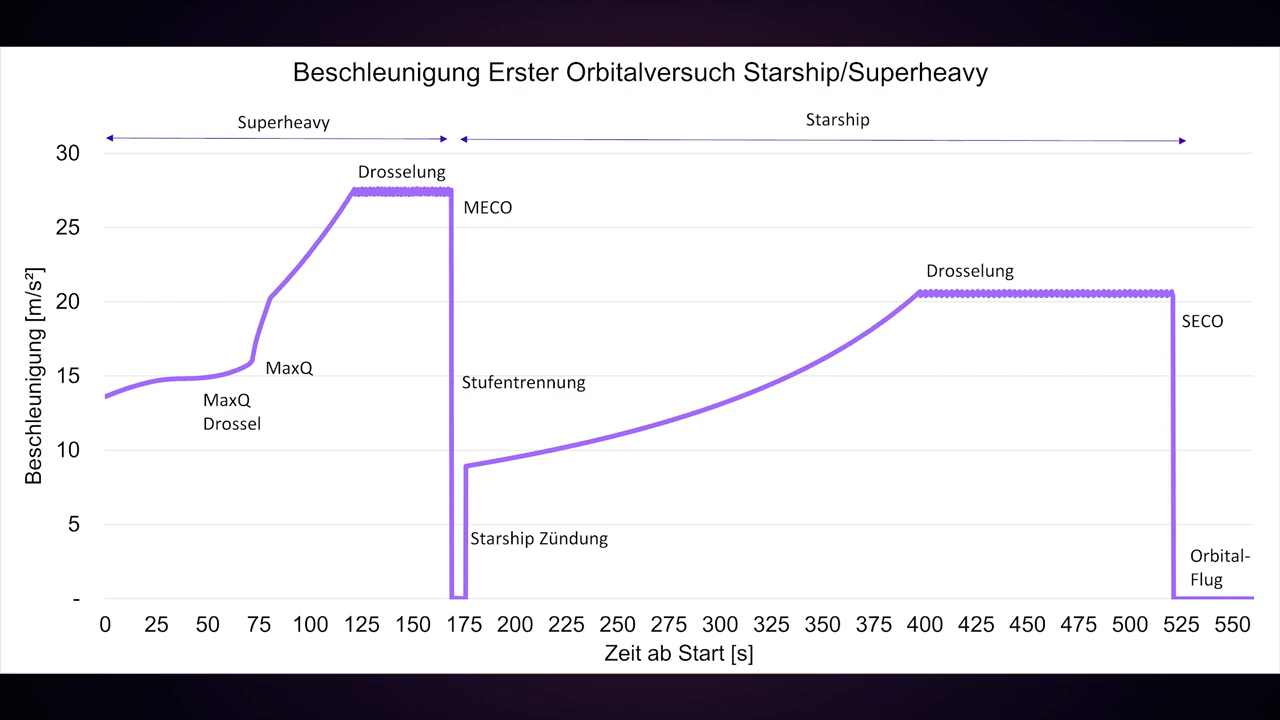 Beschleunigung Erster Orbitalversuch Starship/Superheavy
Superheavy
Starship
30
25
20
15
10
5
-
Beschleunigung [m/s²]
Drosselung
MECO
MaxQ
MaxQ
Drossel
Stufentrennung
Starship Zündung
Drosselung
SECO
Orbital-
Flug
0 25 50 75 100 125 150 175 200 225 250 275 300 325 350 375 400 425 450 475 500 525 550
Zeit ab Start [s]